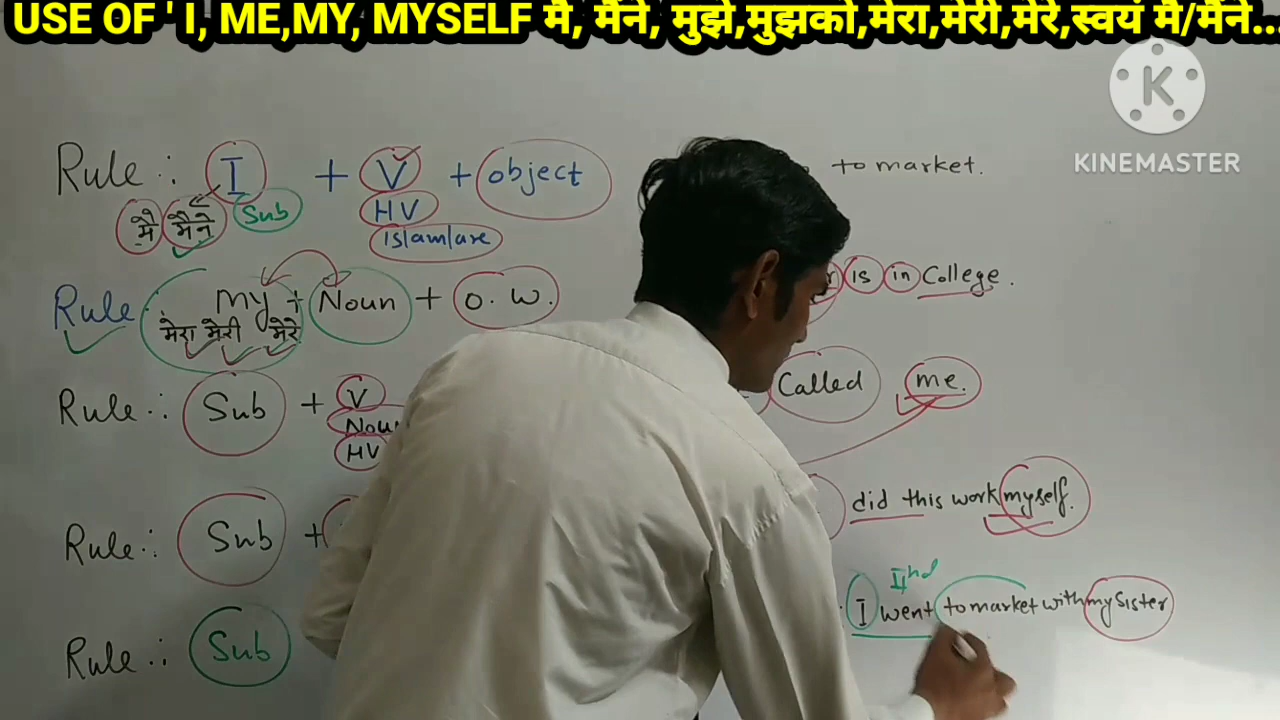 USE OF ' I, ME,MY, MYSELF मै, मैंने, मुझे,मुझको,मेरा,मेरी,मेरे,स्वयं मै/मैंने...
KINEMASTER
Rule : I + V + object
to market.
मै मैने Sub HV
is/am/are
Rule : my + Noun + O.W.
is in College.
मेरा मेरी मेरे
Rule : Sub + V
Called me.
Noun
HV
Rule : Sub +
did this work myself.
IInd
I went to market with my Sister
Rule : Sub